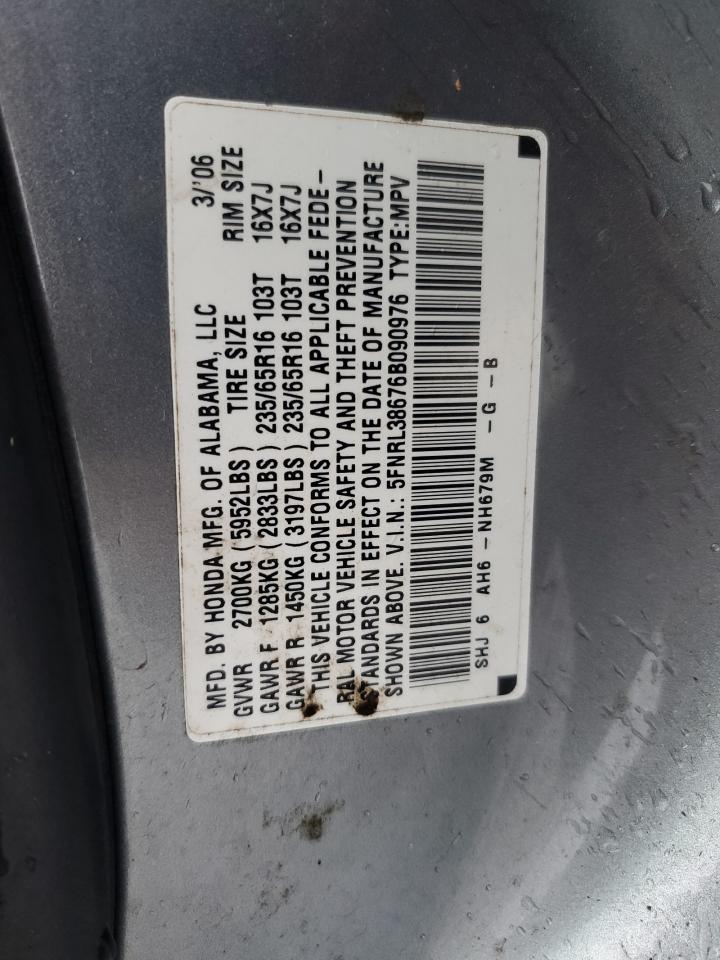 MFD. BY HONDA MFG. OF ALABAMA, LLC 3/'06
GVWR 2700KG (5952LBS) TIRE SIZE RIM SIZE
GAWR F 1285KG (2833LBS) 235/65R16 103T 16X7J
GAWR R 1450KG (3197LBS) 235/65R16 103T 16X7J
THIS VEHICLE CONFORMS TO ALL APPLICABLE FEDE-
RAL MOTOR VEHICLE SAFETY AND THEFT PREVENTION
STANDARDS IN EFFECT ON THE DATE OF MANUFACTURE
SHOWN ABOVE. V.I.N.: 5FNRL38676B090976 TYPE:MPV
SHJ 6 AH6 - NH679M - G - B